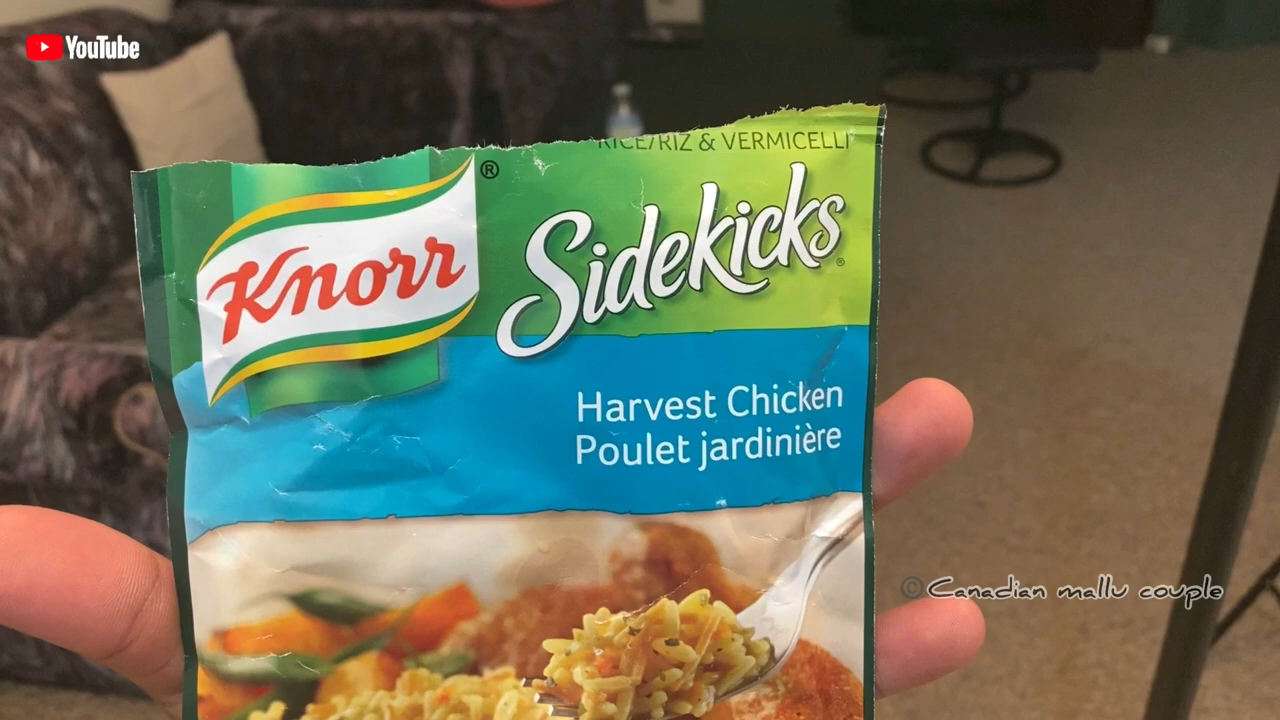 YouTube
RICE/RIZ & VERMICELLI
Knorr®
Sidekicks®
Harvest Chicken
Poulet jardinière
© Canadian mallu couple